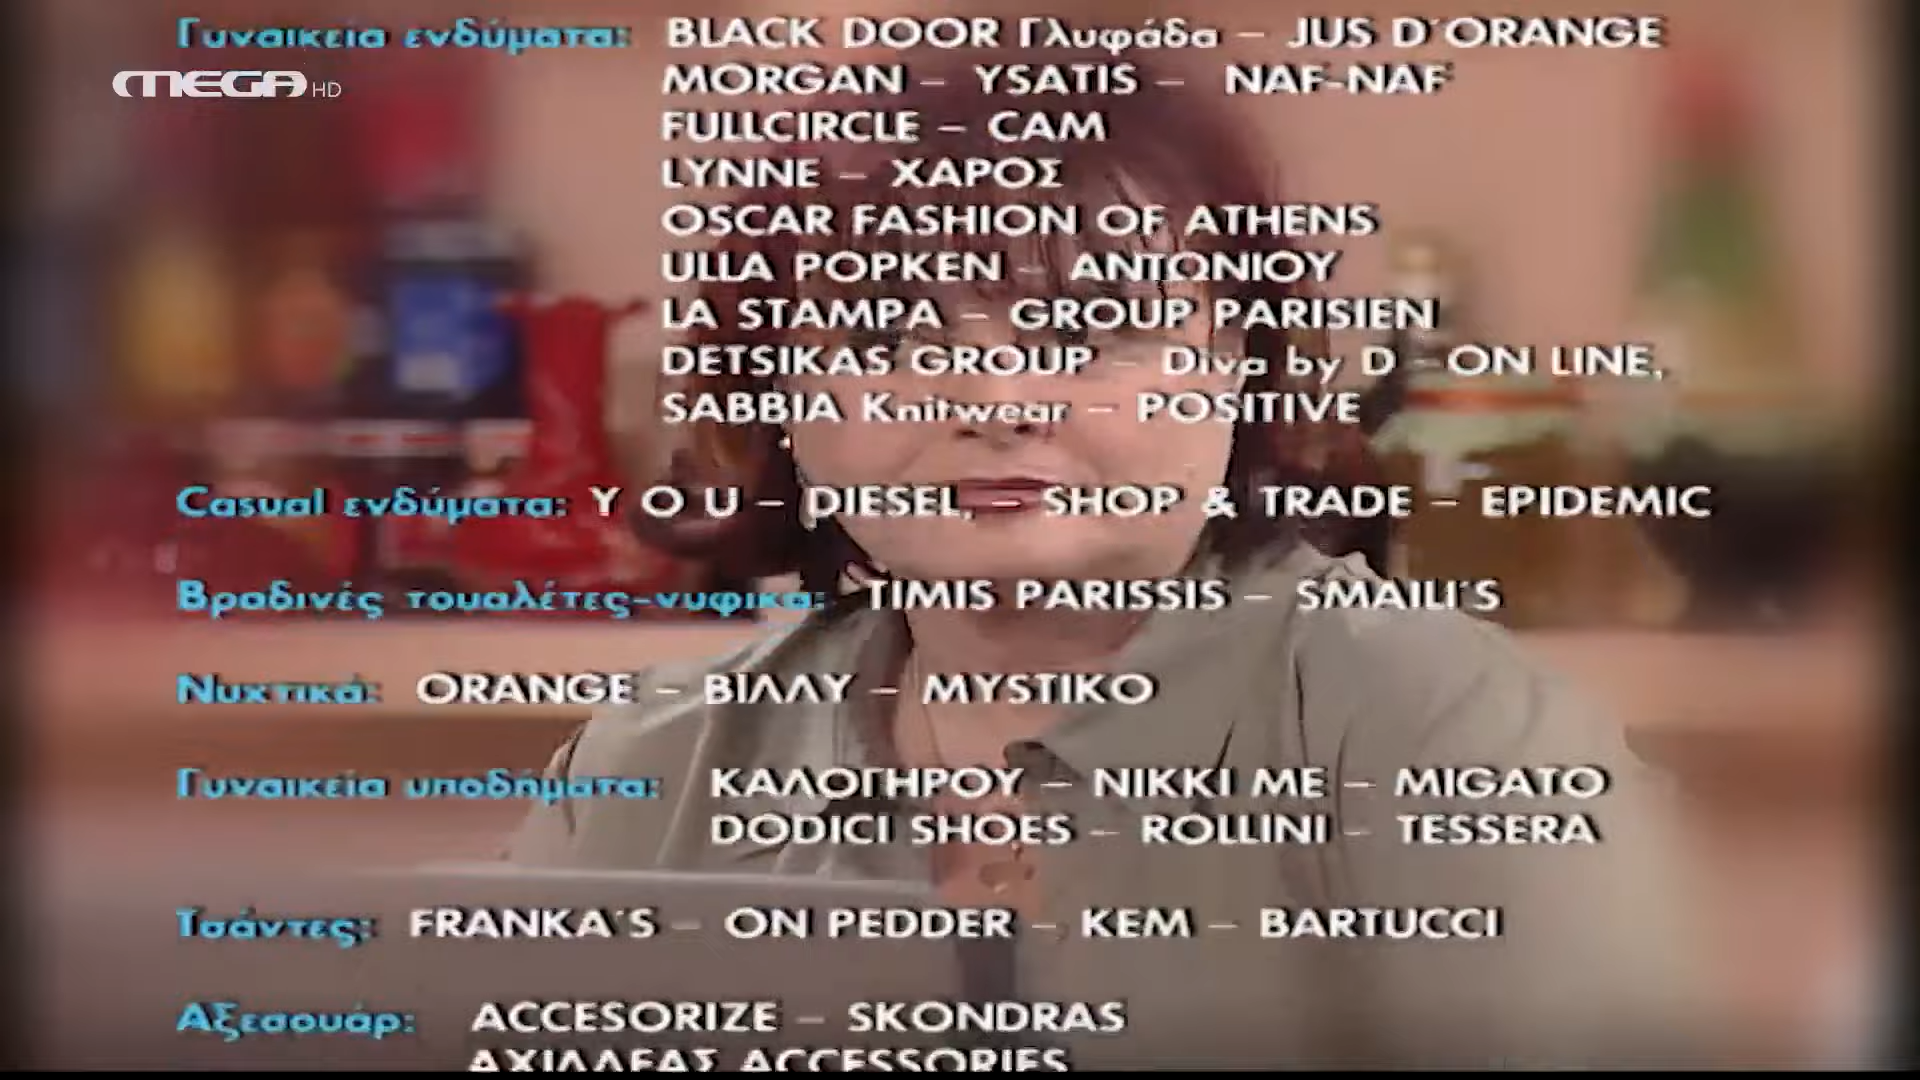 Γυναικεία ενδύματα: BLACK DOOR Γλυφάδα – JUS D'ORANGE
MEGA HD
MORGAN – YSATIS – NAF-NAF
FULLCIRCLE – CAM
LYNNE – ΧΑΡΟΣ
OSCAR FASHION OF ATHENS
ULLA POPKEN – ΑΝΤΩΝΙΟΥ
LA STAMPA – GROUP PARISIEN
DETSIKAS GROUP – Diva by D – ON LINE,
SABBIA Knitwear – POSITIVE
Casual ενδύματα: Y O U – DIESEL, – SHOP & TRADE – EPIDEMIC
Βραδινές τουαλέτες-νυφικα: TIMIS PARISSIS – SMAILI'S
Νυχτικά: ORANGE – ΒΙΛΛΥ – MYSTIKO
Γυναικεία υποδήματα: ΚΑΛΟΓΗΡΟΥ – NIKKI ME – MIGATO
DODICI SHOES – ROLLINI – TESSERA
Τσάντες: FRANKA'S – ON PEDDER – KEM – BARTUCCI
Αξεσουάρ: ACCESORIZE – SKONDRAS
ΑΧΙΛΛΕΑΣ ACCESSORIES